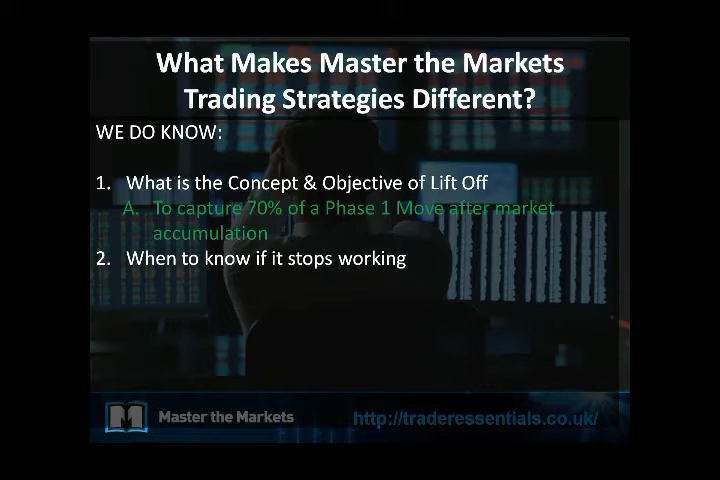 What Makes Master the Markets
Trading Strategies Different?
WE DO KNOW:
1. What is the Concept & Objective of Lift Off
A. To capture 70% of a Phase 1 Move after market
accumulation
2. When to know if it stops working
Master the Markets
http://traderessentials.co.uk/